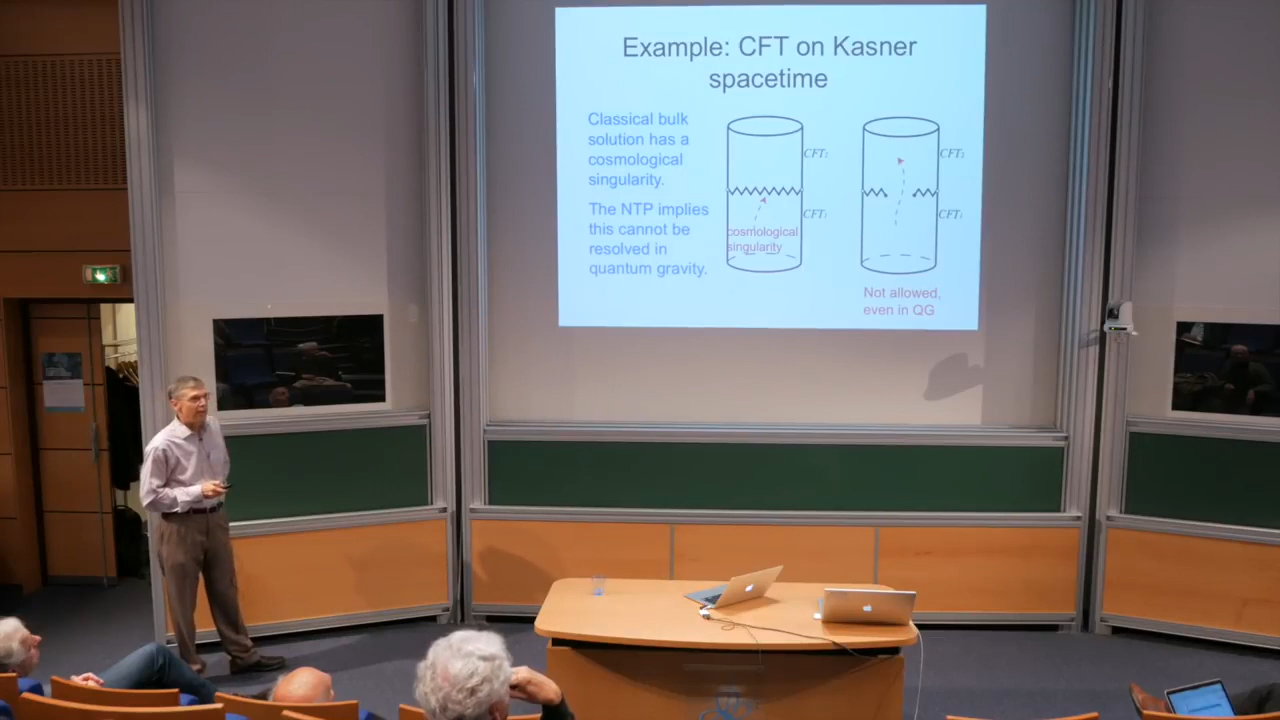 Example: CFT on Kasner
spacetime
Classical bulk
solution has a
cosmological
singularity.
The NTP implies
this cannot be
resolved in
quantum gravity.
CFT₂
CFT₁
cosmological
singularity
CFT₂
CFT₁
Not allowed,
even in QG